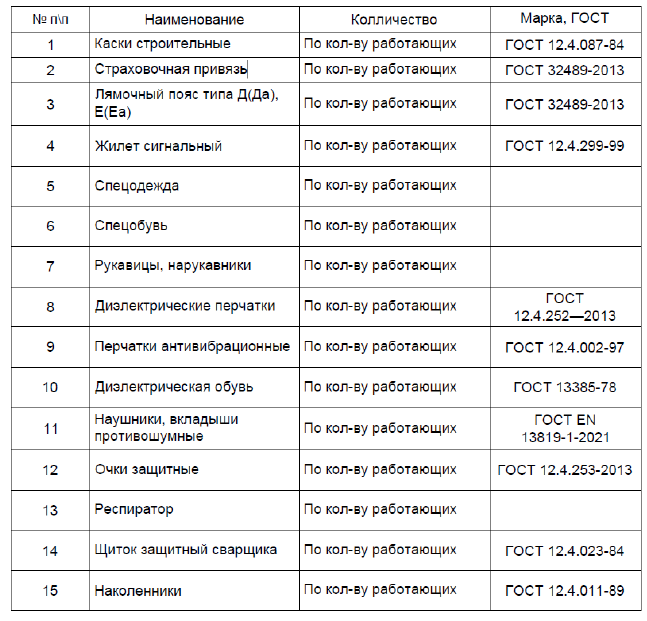 № п\п Наименование Колличество Марка, ГОСТ
1 Каски строительные По кол-ву работающих ГОСТ 12.4.087-84
2 Страховочная привязь По кол-ву работающих ГОСТ 32489-2013
3 Лямочный пояс типа Д(Да),
Е(Еа) По кол-ву работающих ГОСТ 32489-2013
4 Жилет сигнальный По кол-ву работающих ГОСТ 12.4.299-99
5 Спецодежда По кол-ву работающих
6 Спецобувь По кол-ву работающих
7 Рукавицы, нарукавники По кол-ву работающих
8 Диэлектрические перчатки По кол-ву работающих ГОСТ
12.4.252—2013
9 Перчатки антивибрационные По кол-ву работающих ГОСТ 12.4.002-97
10 Диэлектрическая обувь По кол-ву работающих ГОСТ 13385-78
11 Наушники, вкладыши
противошумные По кол-ву работающих ГОСТ EN
13819-1-2021
12 Очки защитные По кол-ву работающих ГОСТ 12.4.253-2013
13 Респиратор По кол-ву работающих
14 Щиток защитный сварщика По кол-ву работающих ГОСТ 12.4.023-84
15 Наколенники По кол-ву работающих ГОСТ 12.4.011-89